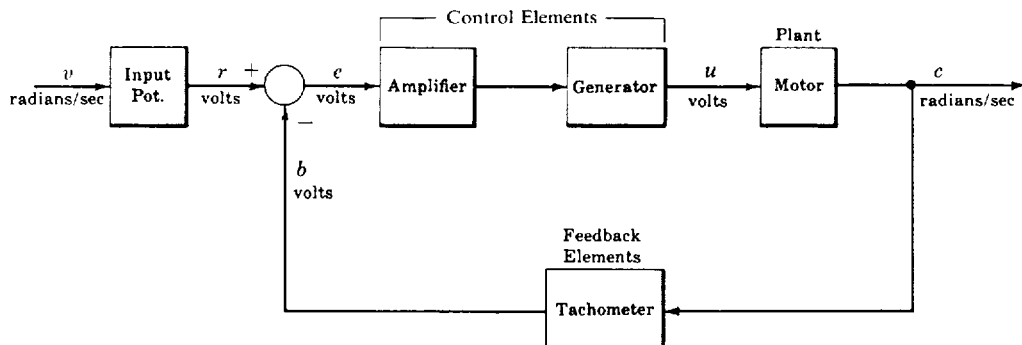 Control Elements
Plant
v
radians/sec
Input
Pot.
r
volts
+
−
e
volts
Amplifier
Generator
u
volts
Motor
c
radians/sec
b
volts
Feedback
Elements
Tachometer